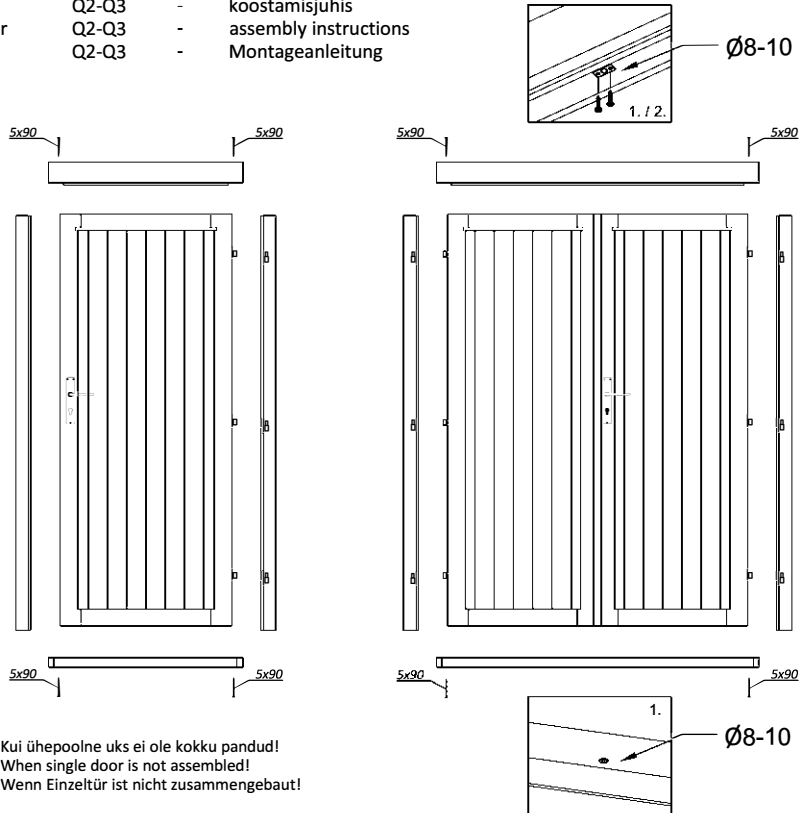 Q2-Q3 - koostamisjuhis
r Q2-Q3 - assembly instructions
Q2-Q3 - Montageanleitung
Ø8-10
1. / 2.
5x90 5x90 5x90 5x90
5x90 5x90 5x90 5x90
1.
Ø8-10
Kui ühepoolne uks ei ole kokku pandud!
When single door is not assembled!
Wenn Einzeltür ist nicht zusammengebaut!